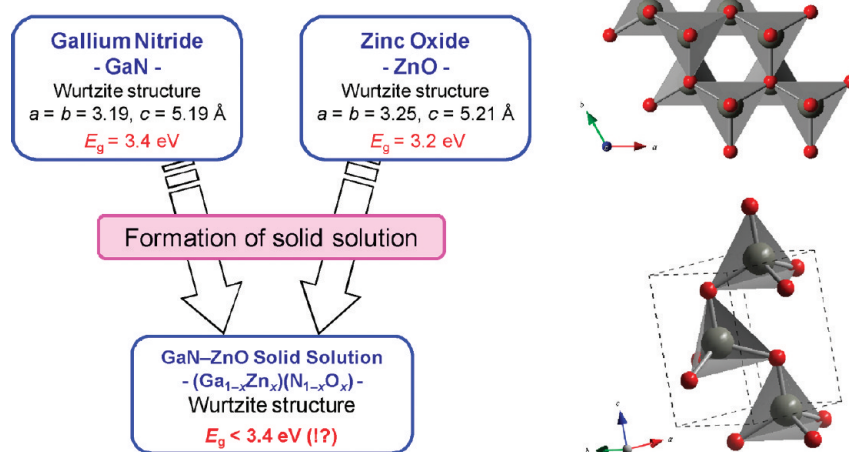 Gallium Nitride
- GaN -
Wurtzite structure
a = b = 3.19, c = 5.19 Å
Eg = 3.4 eV
Zinc Oxide
- ZnO -
Wurtzite structure
a = b = 3.25, c = 5.21 Å
Eg = 3.2 eV
Formation of solid solution
GaN–ZnO Solid Solution
- (Ga1–xZnx)(N1–xOx) -
Wurtzite structure
Eg < 3.4 eV (!?)
b
a
c
a